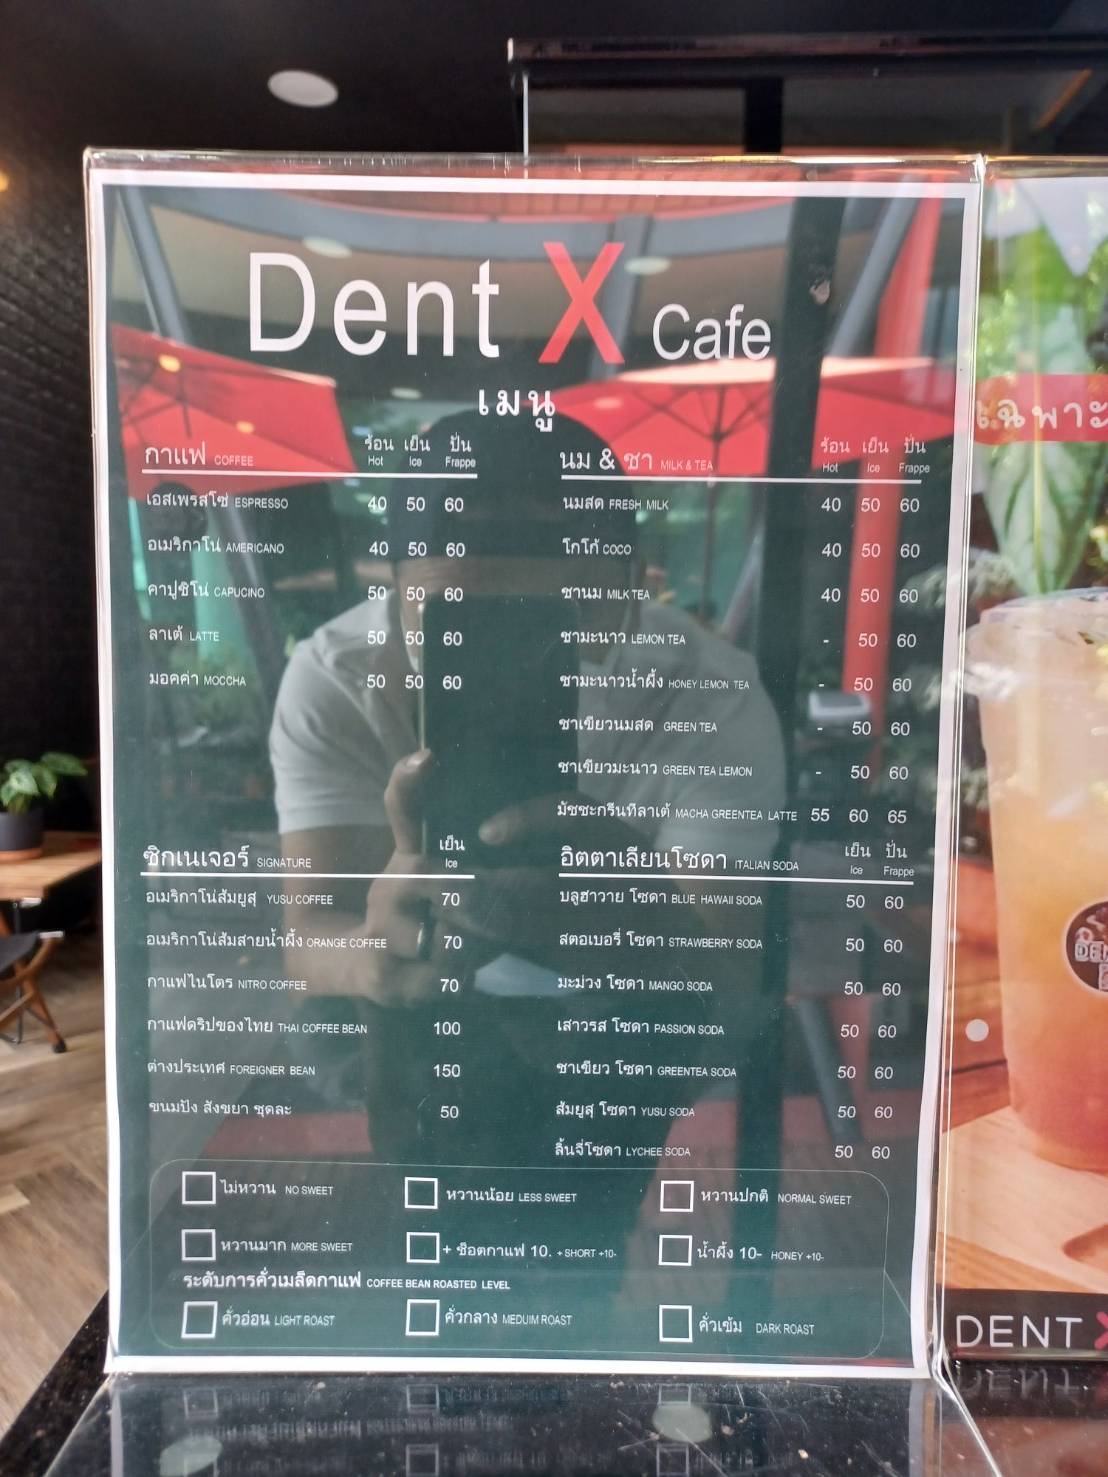 Dent X Cafe
เมนู
กาแฟ COFFEE ร้อน Hot เย็น Ice ปั่น Frappe
เอสเพรสโซ่ ESPRESSO 40 50 60
อเมริกาโน่ AMERICANO 40 50 60
คาปูชิโน่ CAPUCINO 50 50 60
ลาเต้ LATTE 50 50 60
มอคค่า MOCCHA 50 50 60
นม & ชา MILK & TEA ร้อน Hot เย็น Ice ปั่น Frappe
นมสด FRESH MILK 40 50 60
โกโก้ COCO 40 50 60
ชานม MILK TEA 40 50 60
ชามะนาว LEMON TEA - 50 60
ชามะนาวน้ำผึ้ง HONEY LEMON TEA - 50 60
ชาเขียวนมสด GREEN TEA - 50 60
ชาเขียวมะนาว GREEN TEA LEMON - 50 60
มัชชะกรีนทีลาเต้ MACHA GREENTEA LATTE 55 60 65
ซิกเนเจอร์ SIGNATURE เย็น Ice
อเมริกาโน่ส้มยูสุ YUSU COFFEE 70
อเมริกาโน่ส้มสายน้ำผึ้ง ORANGE COFFEE 70
กาแฟไนโตร NITRO COFFEE 70
กาแฟดริปของไทย THAI COFFEE BEAN 100
ต่างประเทศ FOREIGNER BEAN 150
ขนมปัง สังขยา ชุดละ 50
อิตตาเลียนโซดา ITALIAN SODA เย็น Ice ปั่น Frappe
บลูฮาวาย โซดา BLUE HAWAII SODA 50 60
สตอเบอรี่ โซดา STRAWBERRY SODA 50 60
มะม่วง โซดา MANGO SODA 50 60
เสาวรส โซดา PASSION SODA 50 60
ชาเขียว โซดา GREENTEA SODA 50 60
ส้มยูสุ โซดา YUSU SODA 50 60
ลิ้นจี่โซดา LYCHEE SODA 50 60
ไม่หวาน NO SWEET หวานน้อย LESS SWEET หวานปกติ NORMAL SWEET
หวานมาก MORE SWEET + ช็อตกาแฟ 10. + SHORT +10- น้ำผึ้ง 10- HONEY +10-
ระดับการคั่วเมล็ดกาแฟ COFFEE BEAN ROASTED LEVEL
คั่วอ่อน LIGHT ROAST คั่วกลาง MEDUIM ROAST คั่วเข้ม DARK ROAST
เฉพาะ
DENT X